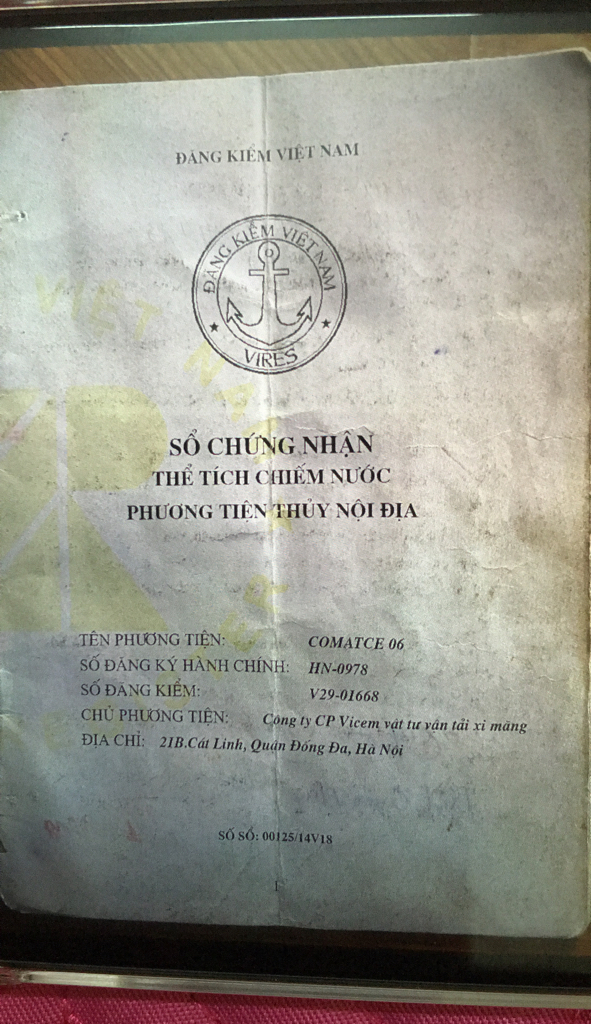 ĐĂNG KIỂM VIỆT NAM
ĐĂNG KIỂM VIỆT NAM
VIRES
SỔ CHỨNG NHẬN
THỂ TÍCH CHIẾM NƯỚC
PHƯƠNG TIỆN THỦY NỘI ĐỊA
TÊN PHƯƠNG TIỆN: COMATCE 06
SỐ ĐĂNG KÝ HÀNH CHÍNH: HN-0978
SỐ ĐĂNG KIỂM: V29-01668
CHỦ PHƯƠNG TIỆN: Công ty CP Vicem vật tư vận tải xi măng
ĐỊA CHỈ: 21B.Cát Linh, Quận Đống Đa, Hà Nội
SỐ SỔ: 00125/14V18
1
VIỆT NAM